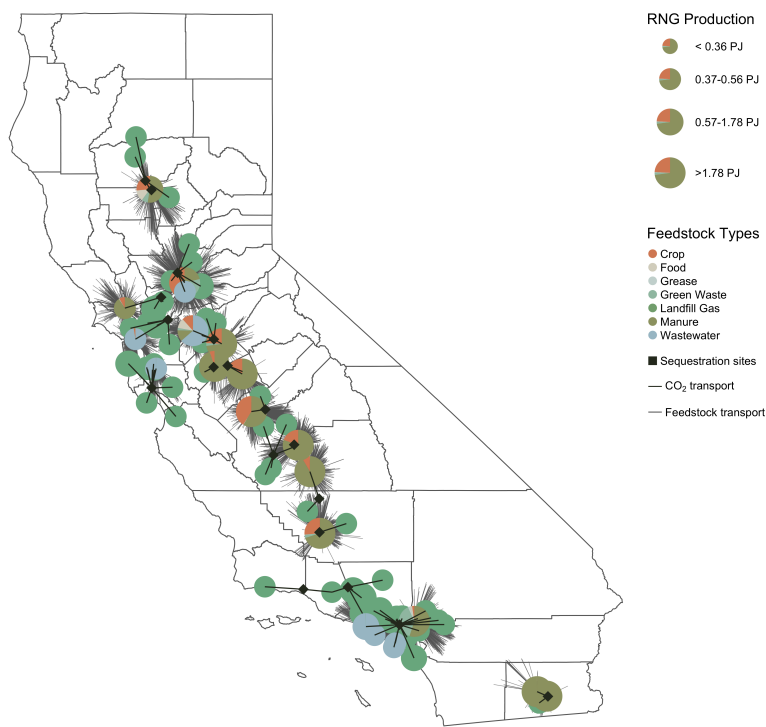 RNG Production
< 0.36 PJ
0.37-0.56 PJ
0.57-1.78 PJ
>1.78 PJ
Feedstock Types
Crop
Food
Grease
Green Waste
Landfill Gas
Manure
Wastewater
Sequestration sites
CO₂ transport
Feedstock transport